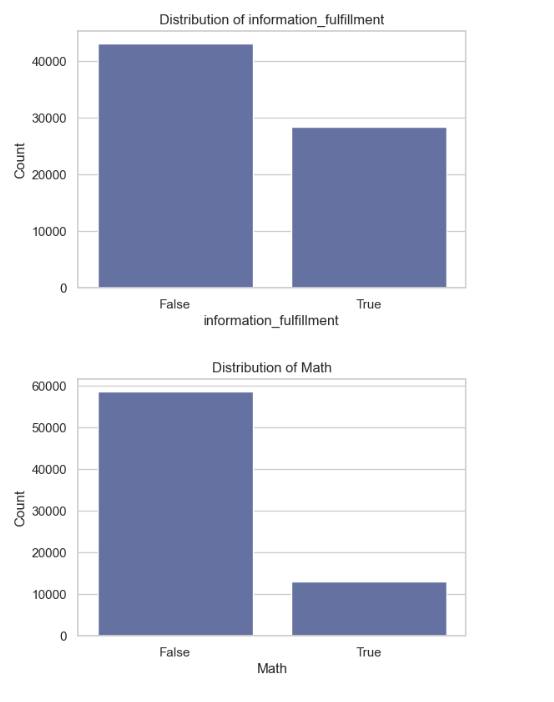 Distribution of information_fulfillment
40000
30000
20000
10000
0
Count
False True
information_fulfillment
Distribution of Math
60000
50000
40000
30000
20000
10000
0
Count
False True
Math